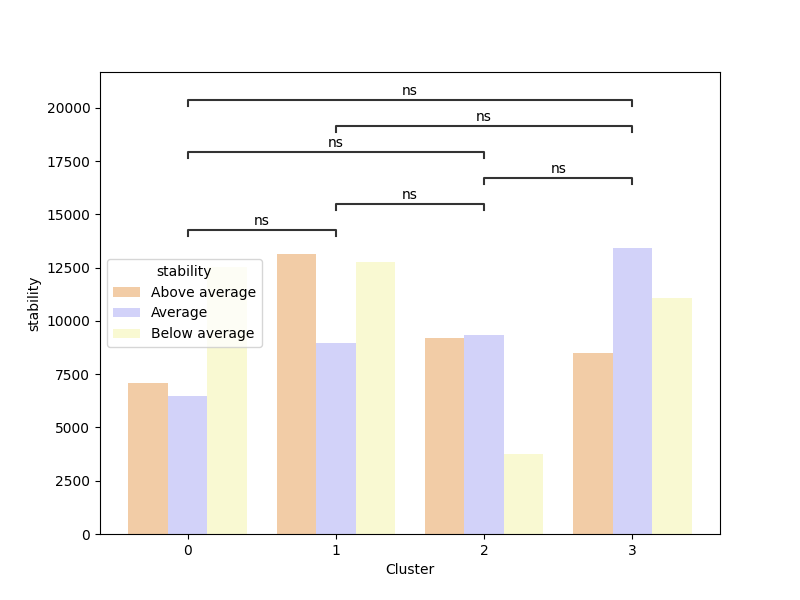 ns
ns
ns
ns
ns
ns
20000
17500
15000
12500
10000
7500
5000
2500
0
stability
stability
Above average
Average
Below average
0
1
2
3
Cluster